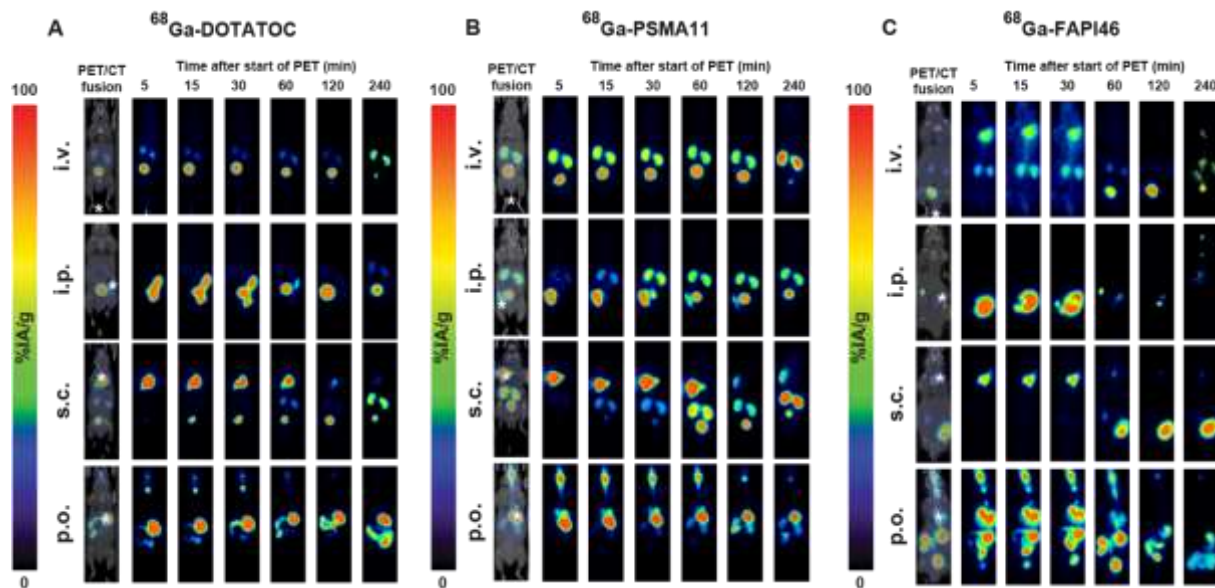 A ⁶⁸Ga-DOTATOC
PET/CT fusion
Time after start of PET (min)
5 15 30 60 120 240
100
%IA/g
0
i.v.
i.p.
s.c.
p.o.
B ⁶⁸Ga-PSMA11
PET/CT fusion
Time after start of PET (min)
5 15 30 60 120 240
100
%IA/g
0
i.v.
i.p.
s.c.
p.o.
C ⁶⁸Ga-FAPI46
PET/CT fusion
Time after start of PET (min)
5 15 30 60 120 240
100
%IA/g
0
i.v.
i.p.
s.c.
p.o.